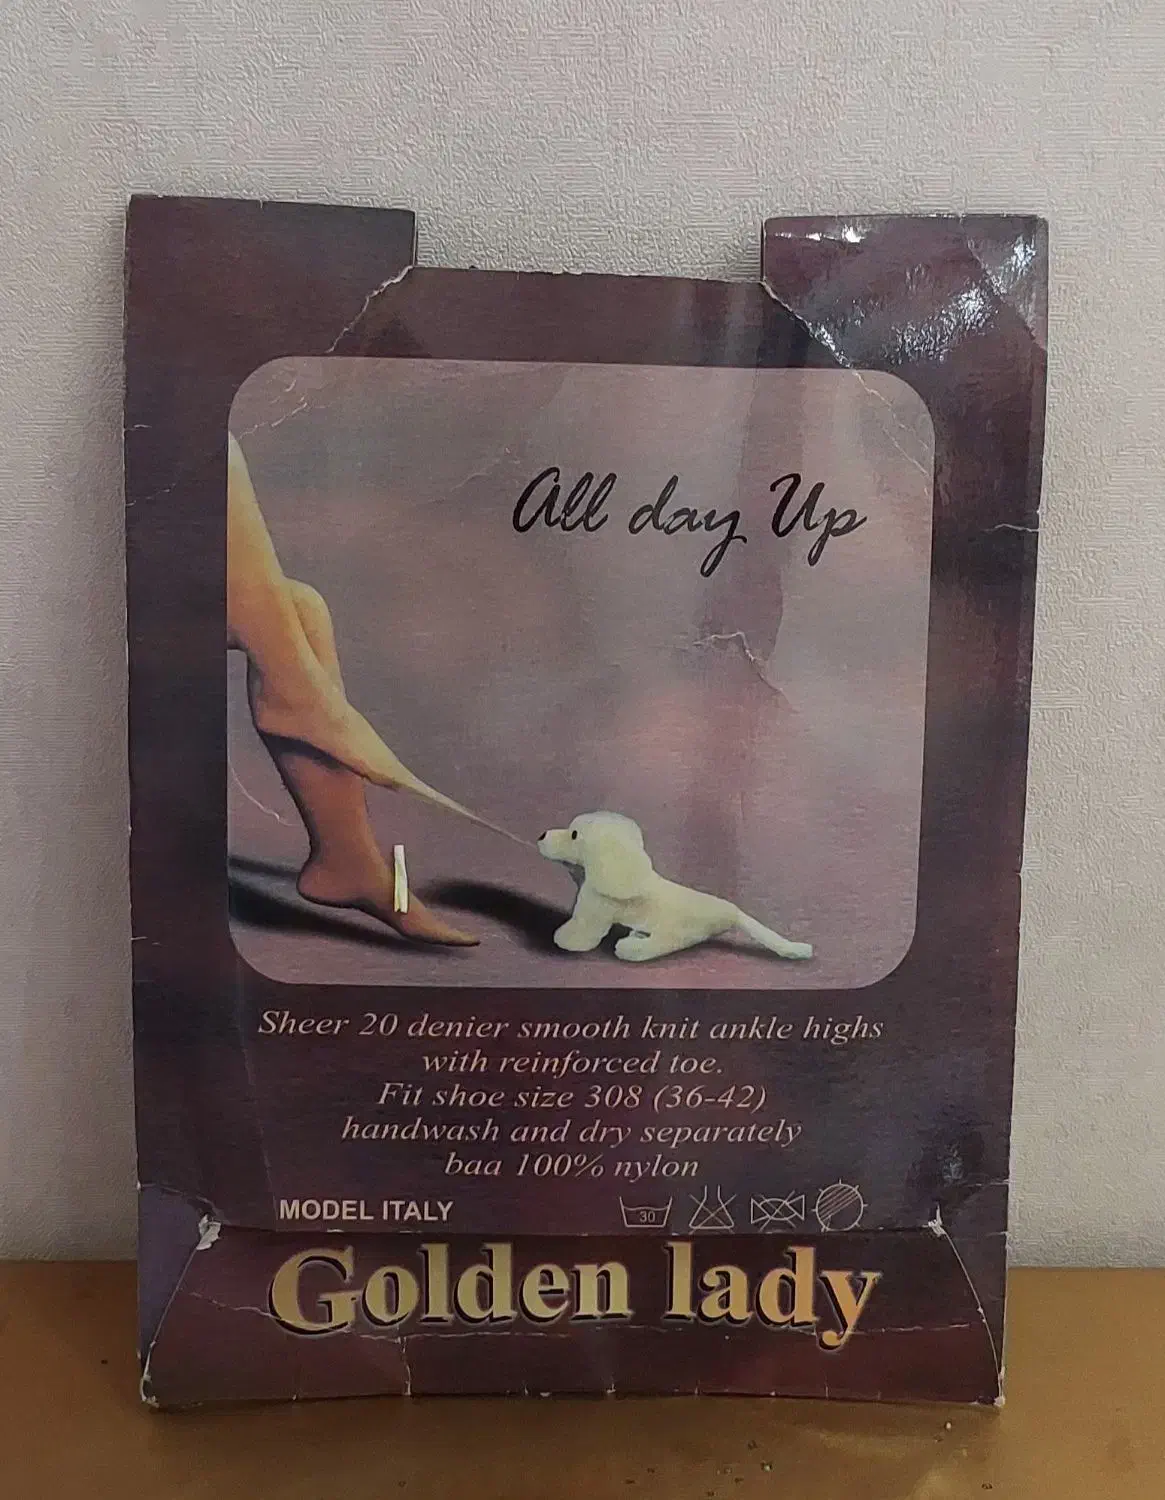 All day Up
Sheer 20 denier smooth knit ankle highs
with reinforced toe.
Fit shoe size 308 (36-42)
handwash and dry separately
baa 100% nylon
MODEL ITALY
30
Golden lady